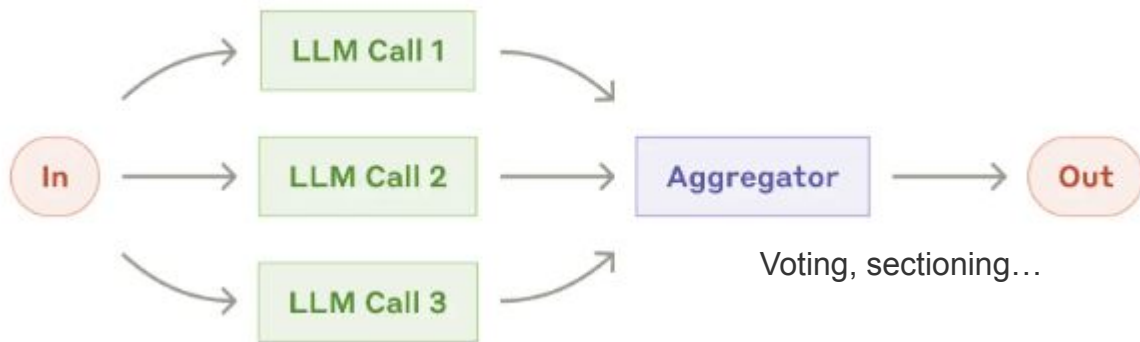 LLM Call 1
In
LLM Call 2
Aggregator
Out
Voting, sectioning…
LLM Call 3